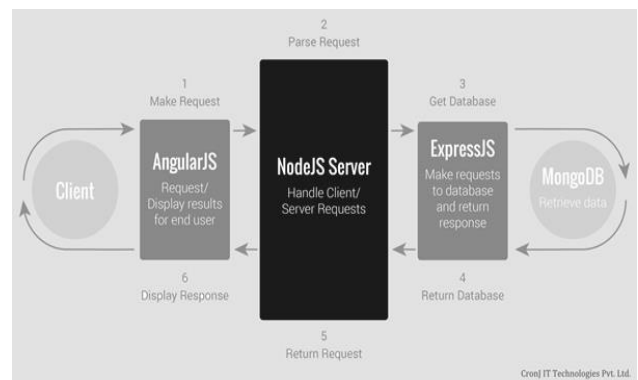 2
Parse Request
1
Make Request
3
Get Database
Client
AngularJS
Request/
Display results
for end user
NodeJS Server
Handle Client/
Server Requests
ExpressJS
Make requests
to database
and return
response
MongoDB
Retrieve data
6
Display Response
4
Return Database
5
Return Request
CronJ IT Technologies Pvt. Ltd.